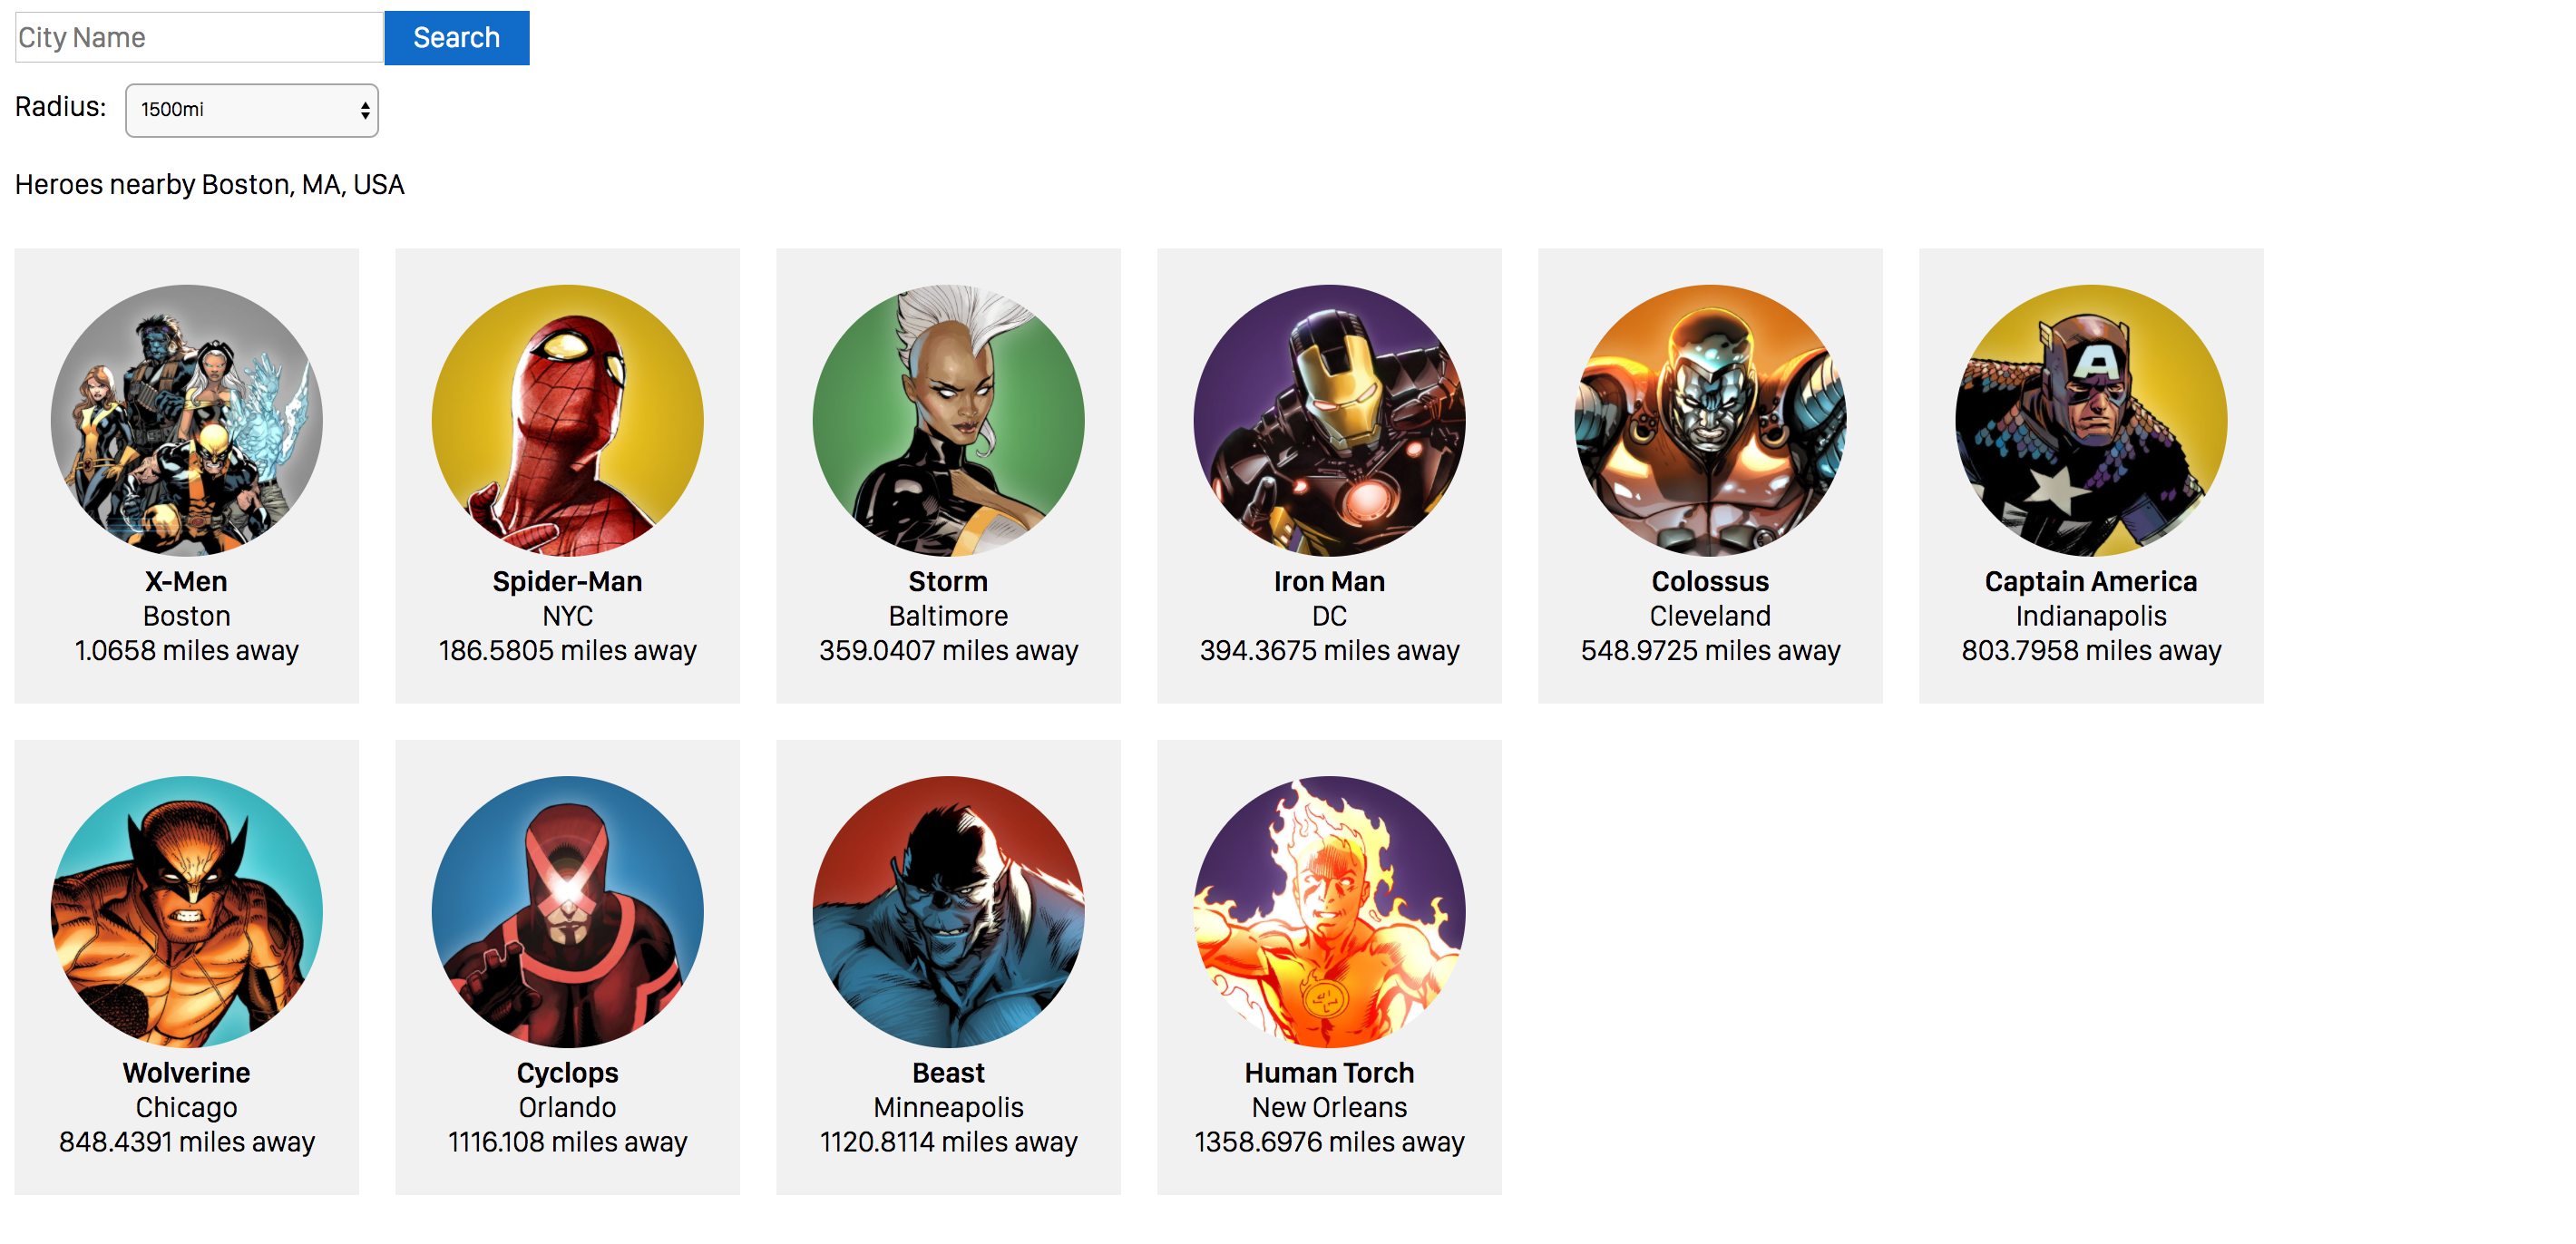 City Name
Search
Radius:
1500mi
Heroes nearby Boston, MA, USA
X-Men
Boston
1.0658 miles away
Spider-Man
NYC
186.5805 miles away
Storm
Baltimore
359.0407 miles away
Iron Man
DC
394.3675 miles away
Colossus
Cleveland
548.9725 miles away
A
Captain America
Indianapolis
803.7958 miles away
Wolverine
Chicago
848.4391 miles away
Cyclops
Orlando
1116.108 miles away
Beast
Minneapolis
1120.8114 miles away
Human Torch
New Orleans
1358.6976 miles away